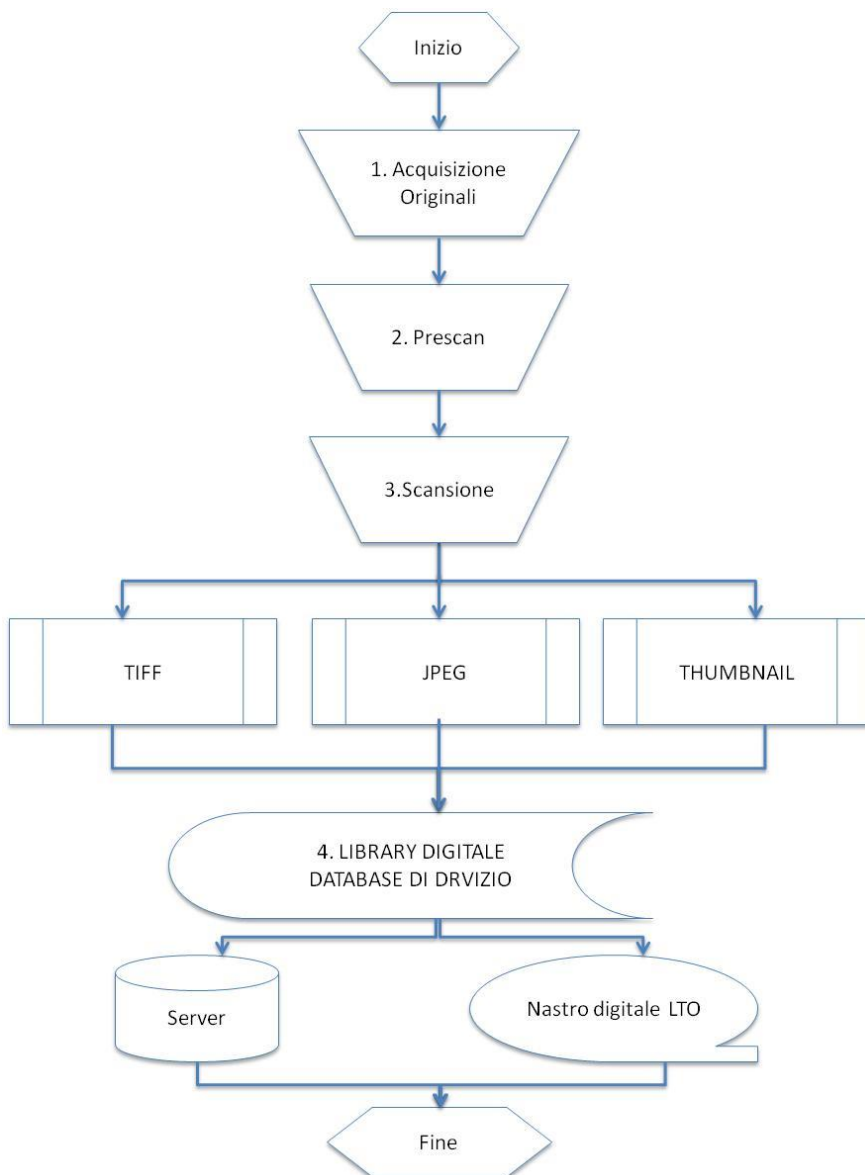 Inizio
1. Acquisizione
Originali
2. Prescan
3.Scansione
TIFF
JPEG
THUMBNAIL
4. LIBRARY DIGITALE
DATABASE DI DRVIZIO
Server
Nastro digitale LTO
Fine